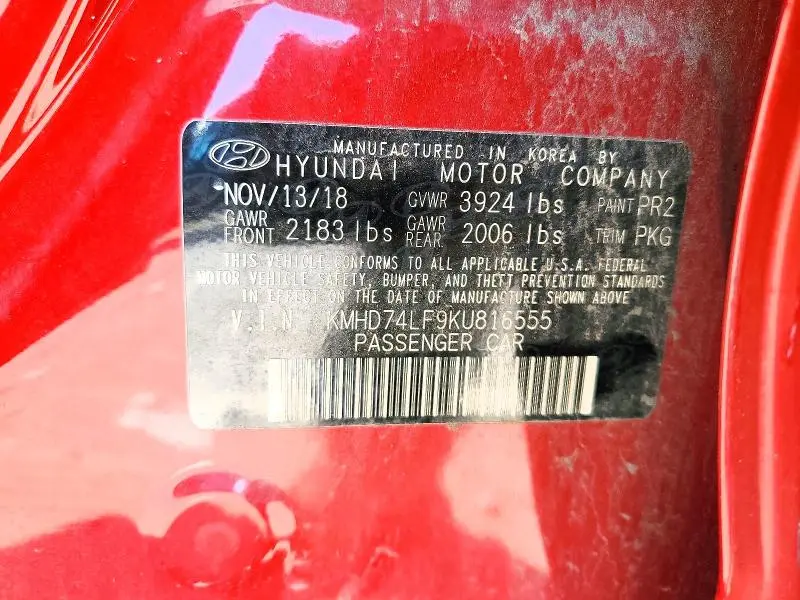 MANUFACTURED IN KOREA BY
HYUNDAI MOTOR COMPANY
NOV/13/18 GVWR 3924 lbs PAINT PR2
GAWR FRONT 2183 lbs GAWR REAR 2006 lbs TRIM PKG
THIS VEHICLE CONFORMS TO ALL APPLICABLE U.S.A. FEDERAL
MOTOR VEHICLE SAFETY, BUMPER, AND THEFT PREVENTION STANDARDS
IN EFFECT ON THE DATE OF MANUFACTURE SHOWN ABOVE
V.I.N KMHD74LF9KU816555
PASSENGER CAR